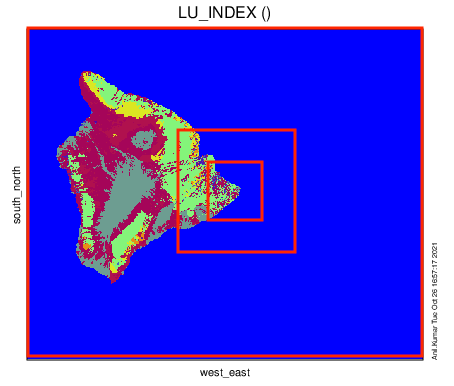 LU_INDEX ()
south_north
west_east
Anil.Kumar Tue Oct 26 16:57:17 2021